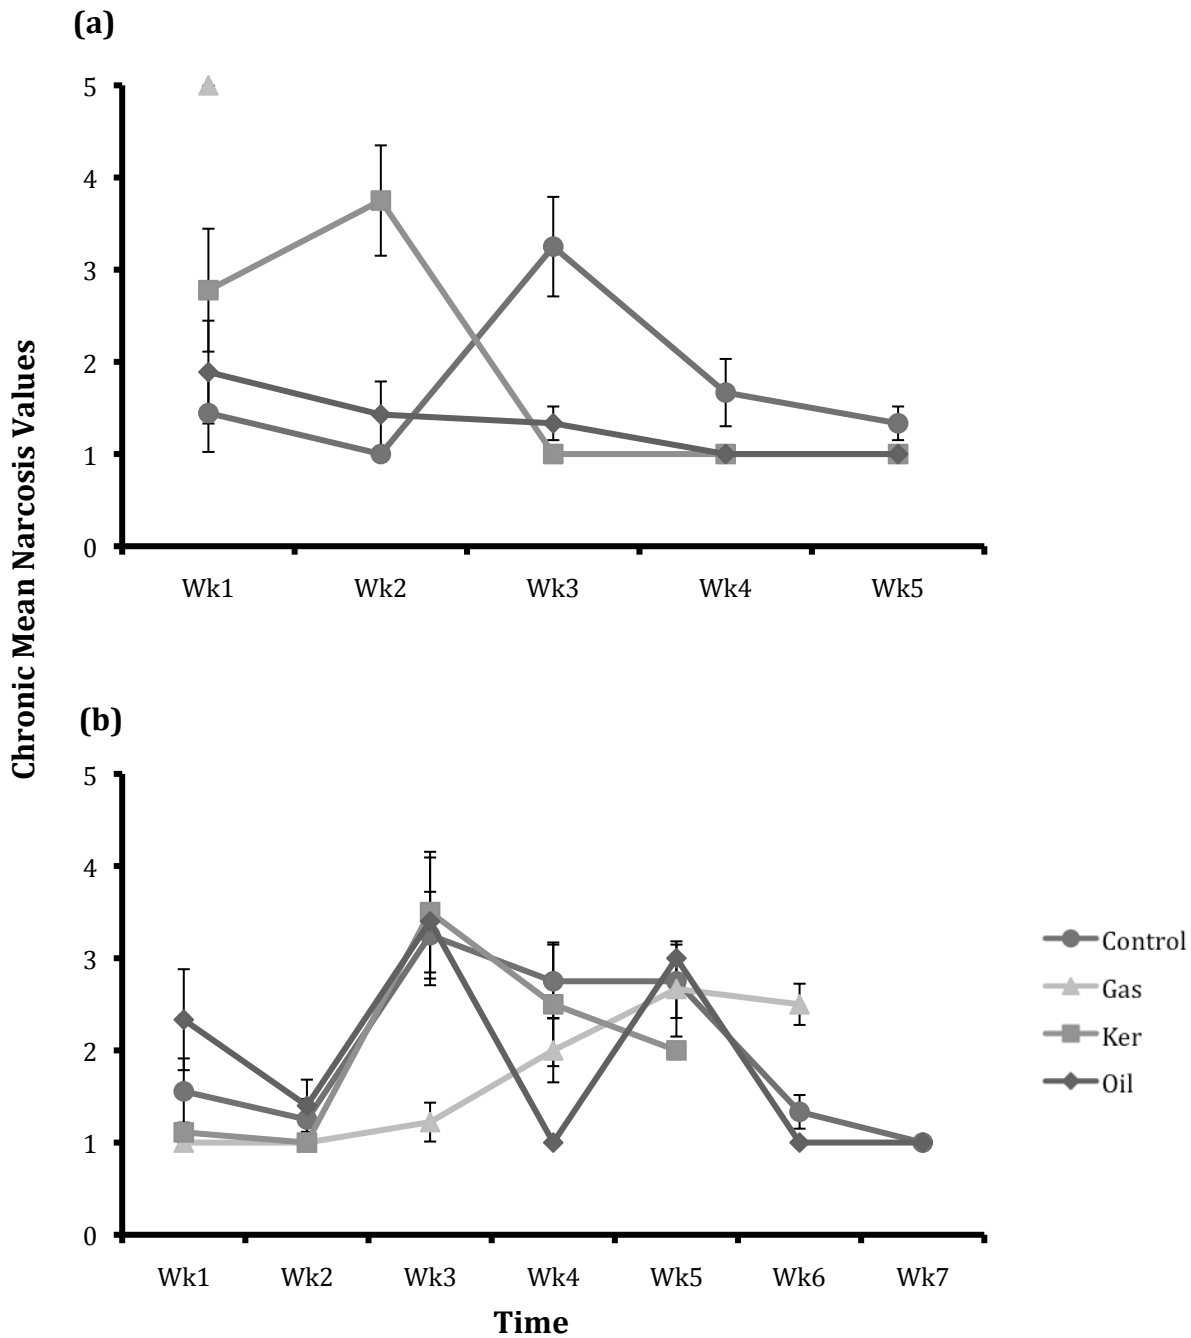 (a)
5
4
3
2
1
0
Wk1 Wk2 Wk3 Wk4 Wk5
Chronic Mean Narcosis Values
(b)
5
4
3
2
1
0
Wk1 Wk2 Wk3 Wk4 Wk5 Wk6 Wk7
Time
Control
Gas
Ker
Oil